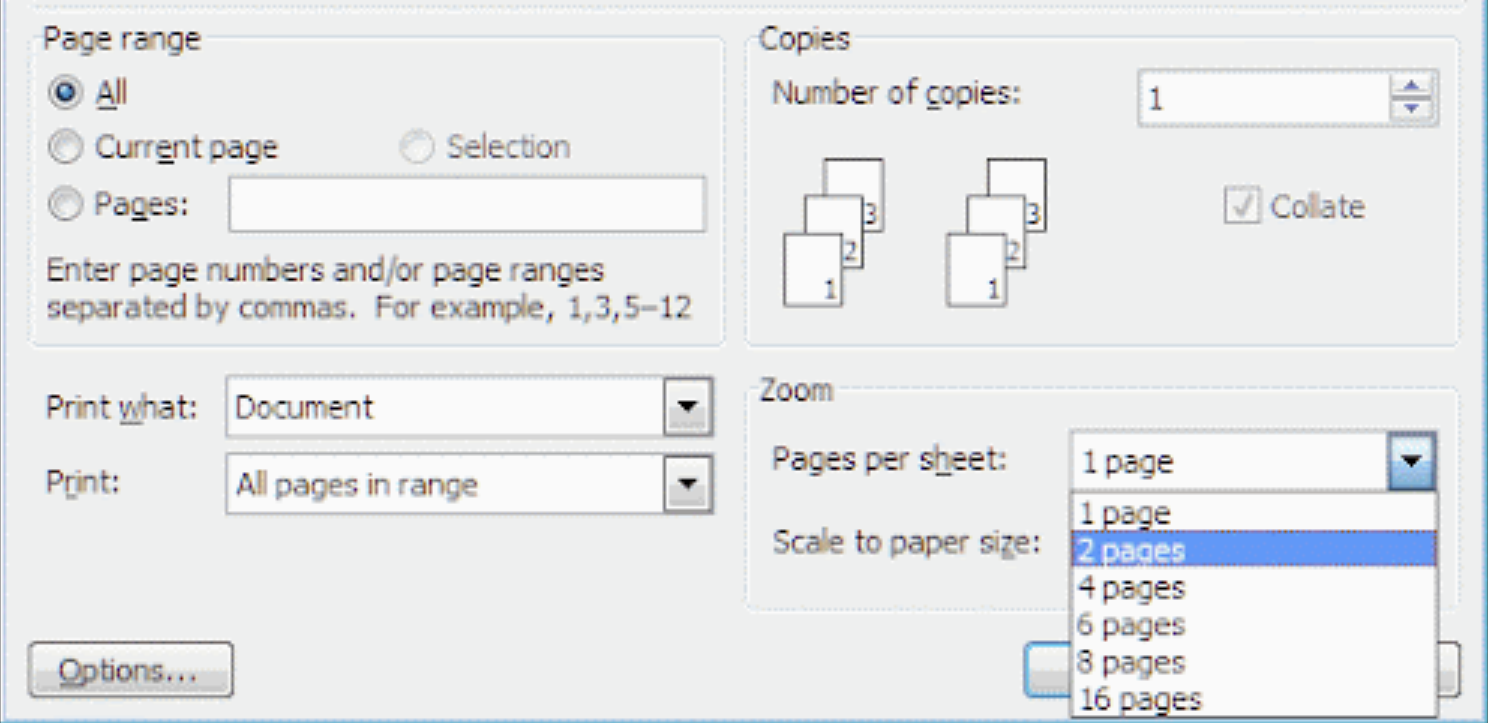 Page range
All
Current page
Selection
Pages:
Enter page numbers and/or page ranges
separated by commas. For example, 1,3,5–12
Copies
Number of copies: 1
3
2
1
3
2
1
Collate
Print what: Document
Print: All pages in range
Zoom
Pages per sheet: 1 page
1 page
2 pages
4 pages
6 pages
8 pages
16 pages
Scale to paper size:
Options...